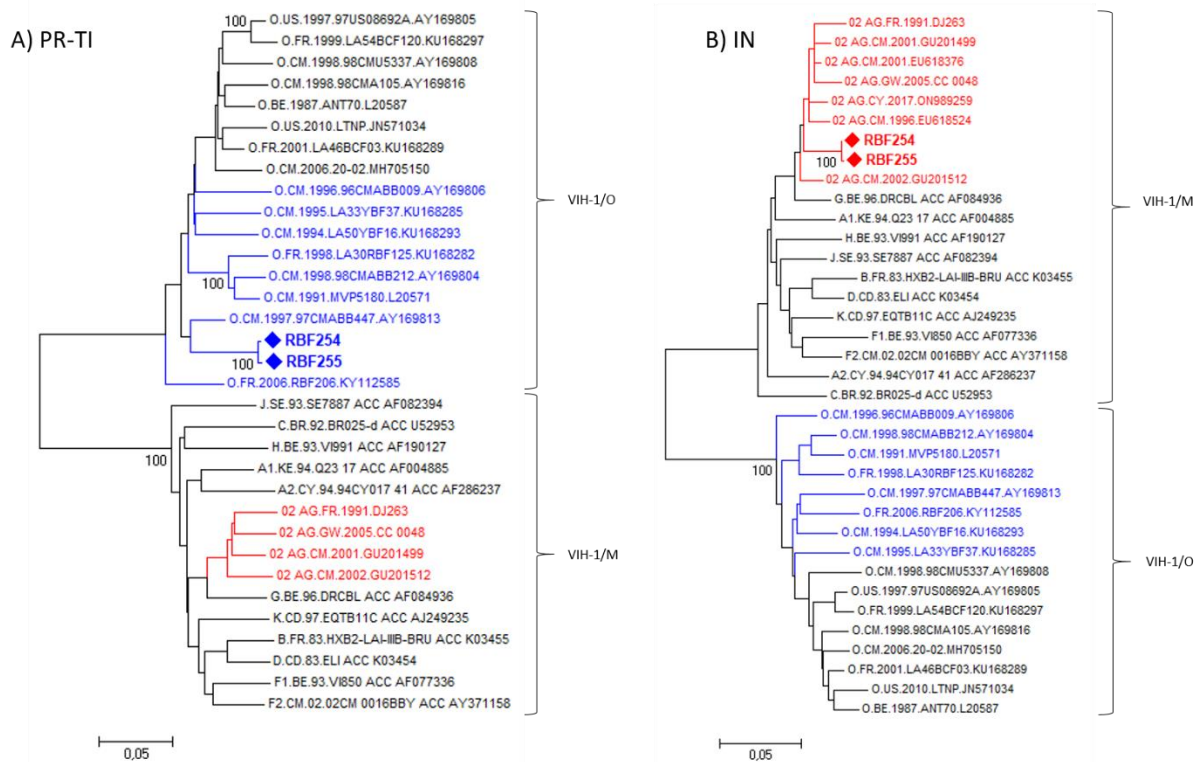 A) PR-TI
O.US.1997.97US08692A.AY169805
100
O.FR.1999.LA54BCF120.KU168297
O.CM.1998.98CMU5337.AY169808
O.CM.1998.98CMA105.AY169816
O.BE.1987.ANT70.L20587
O.US.2010.LTNP.JN571034
O.FR.2001.LA46BCF03.KU168289
O.CM.2006.20-02.MH705150
O.CM.1996.96CMABB009.AY169806
O.CM.1995.LA33YBF37.KU168285
O.CM.1994.LA50YBF16.KU168293
O.FR.1998.LA30RBF125.KU168282
O.CM.1998.98CMABB212.AY169804
100
O.CM.1991.MVP5180.L20571
O.CM.1997.97CMABB447.AY169813
RBF254
RBF255
100
O.FR.2006.RBF206.KY112585
VIH-1/O
J.SE.93.SE7887 ACC AF082394
C.BR.92.BR025-d ACC U52953
H.BE.93.VI991 ACC AF190127
100
A1.KE.94.Q23 17 ACC AF004885
A2.CY.94.94CY017 41 ACC AF286237
02 AG.FR.1991.DJ263
02 AG.GW.2005.CC 0048
02 AG.CM.2001.GU201499
02 AG.CM.2002.GU201512
G.BE.96.DRCBL ACC AF084936
K.CD.97.EQTB11C ACC AJ249235
B.FR.83.HXB2-LAI-IIIB-BRU ACC K03455
D.CD.83.ELI ACC K03454
F1.BE.93.VI850 ACC AF077336
F2.CM.02.02CM 0016BBY ACC AY371158
VIH-1/M
0,05
B) IN
02 AG.FR.1991.DJ263
02 AG.CM.2001.GU201499
02 AG.CM.2001.EU618376
02 AG.GW.2005.CC 0048
02 AG.CY.2017.ON989259
02 AG.CM.1996.EU618524
RBF254
RBF255
100
02 AG.CM.2002.GU201512
G.BE.96.DRCBL ACC AF084936
A1.KE.94.Q23 17 ACC AF004885
H.BE.93.VI991 ACC AF190127
J.SE.93.SE7887 ACC AF082394
B.FR.83.HXB2-LAI-IIIB-BRU ACC K03455
D.CD.83.ELI ACC K03454
K.CD.97.EQTB11C ACC AJ249235
F1.BE.93.VI850 ACC AF077336
F2.CM.02.02CM 0016BBY ACC AY371158
A2.CY.94.94CY017 41 ACC AF286237
C.BR.92.BR025-d ACC U52953
VIH-1/M
O.CM.1996.96CMABB009.AY169806
O.CM.1998.98CMABB212.AY169804
O.CM.1991.MVP5180.L20571
100
O.FR.1998.LA30RBF125.KU168282
O.CM.1997.97CMABB447.AY169813
O.FR.2006.RBF206.KY112585
O.CM.1994.LA50YBF16.KU168293
O.CM.1995.LA33YBF37.KU168285
O.CM.1998.98CMU5337.AY169808
O.US.1997.97US08692A.AY169805
O.FR.1999.LA54BCF120.KU168297
O.CM.1998.98CMA105.AY169816
O.CM.2006.20-02.MH705150
O.FR.2001.LA46BCF03.KU168289
O.US.2010.LTNP.JN571034
O.BE.1987.ANT70.L20587
VIH-1/O
0,05